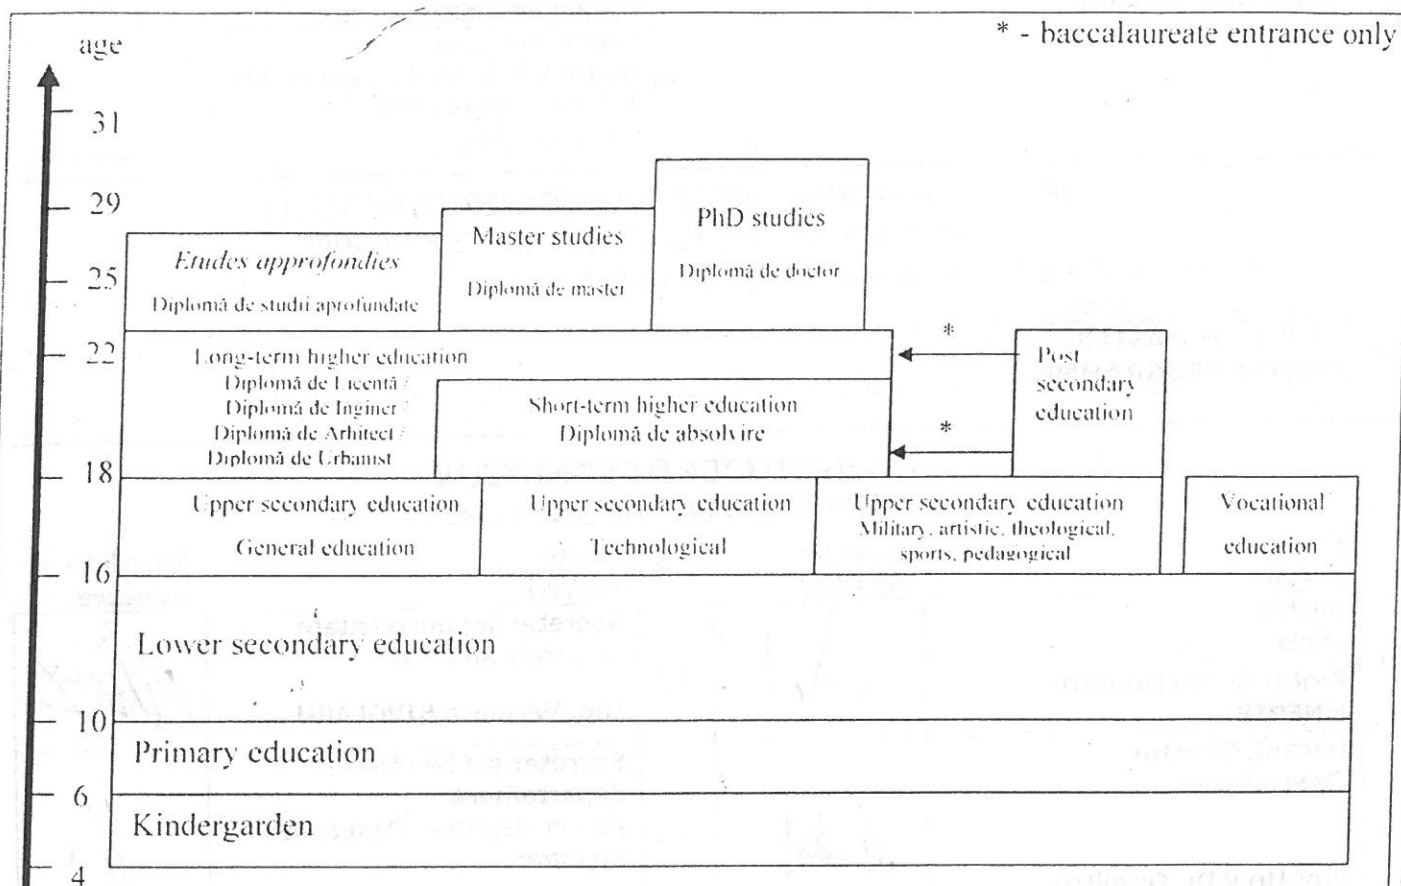 * - baccalaureate entrance only
age
31
29
25
22
18
16
10
6
4
PhD studies
Diplomă de doctor
Master studies
Diplomă de master
Etudes approfondies
Diplomă de studii aprofundate
Long-term higher education
Diplomă de Licentă /
Diplomă de Inginer /
Diplomă de Arhitect /
Diplomă de Urbanist
Short-term higher education
Diplomă de absolvire
*
*
Post
secondary
education
Upper secondary education
General education
Upper secondary education
Technological
Upper secondary education
Military, artistic, theological,
sports, pedagogical
Vocational
education
Lower secondary education
Primary education
Kindergarden